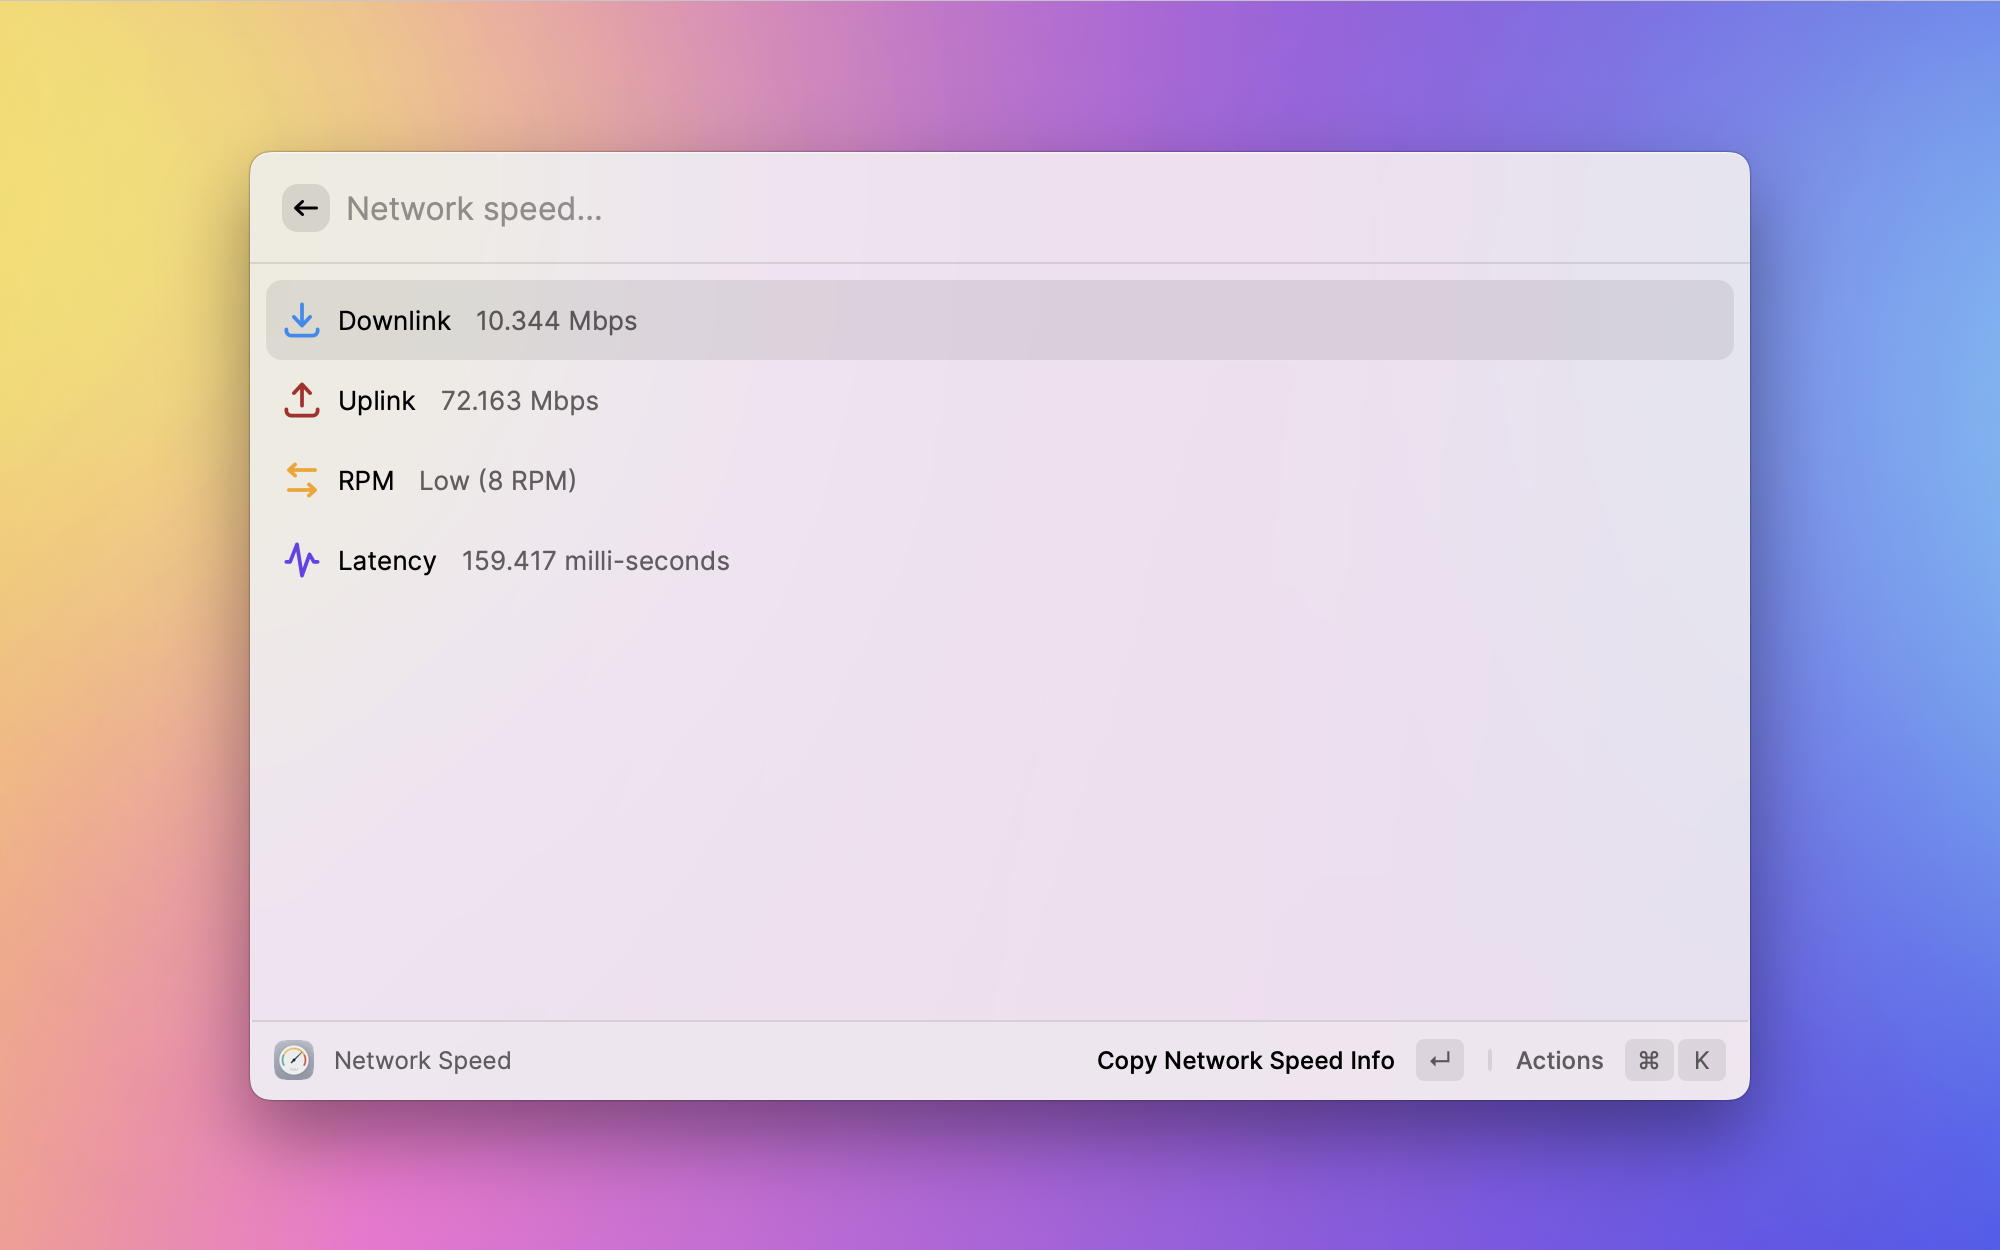 Network speed...
Downlink 10.344 Mbps
Uplink 72.163 Mbps
RPM Low (8 RPM)
Latency 159.417 milli-seconds
Network Speed Copy Network Speed Info ↵ Actions ⌘ K